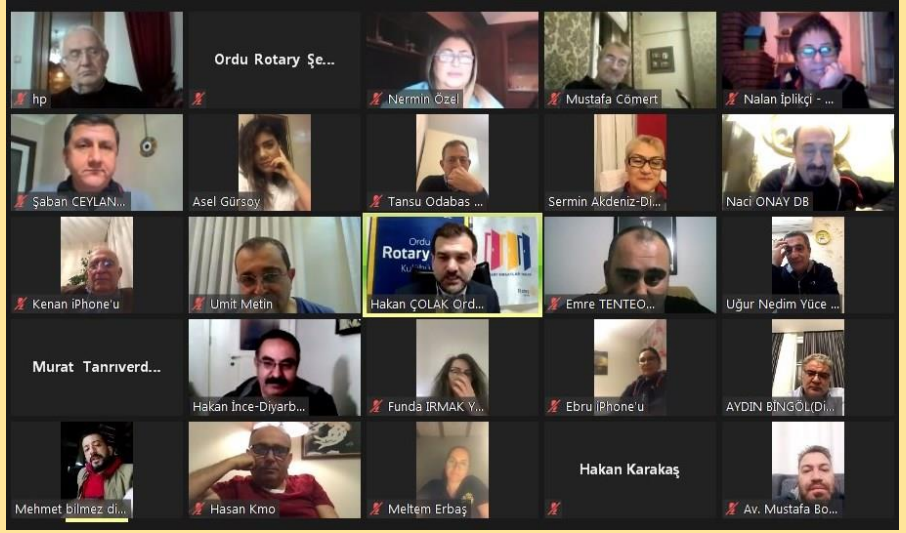 hp
Ordu Rotary Şe...
Nermin Özel
Mustafa Cömert
Nalan İplikçi - ...
Şaban CEYLAN...
Asel Gürsoy
Tansu Odabas ...
Sermin Akdeniz-Di...
Naci ONAY DB
Kenan iPhone'u
Umit Metin
Ordu
Rotary
Hakan ÇOLAK Ord...
Emre TENTEO...
Uğur Nedim Yüce ...
Murat Tanrıverd...
Hakan İnce-Diyarb...
Funda IRMAK Y...
Ebru iPhone'u
AYDIN BİNGÖL(Di...
Mehmet bilmez di...
Hasan Kmo
Meltem Erbaş
Hakan Karakaş
Av. Mustafa Bo...